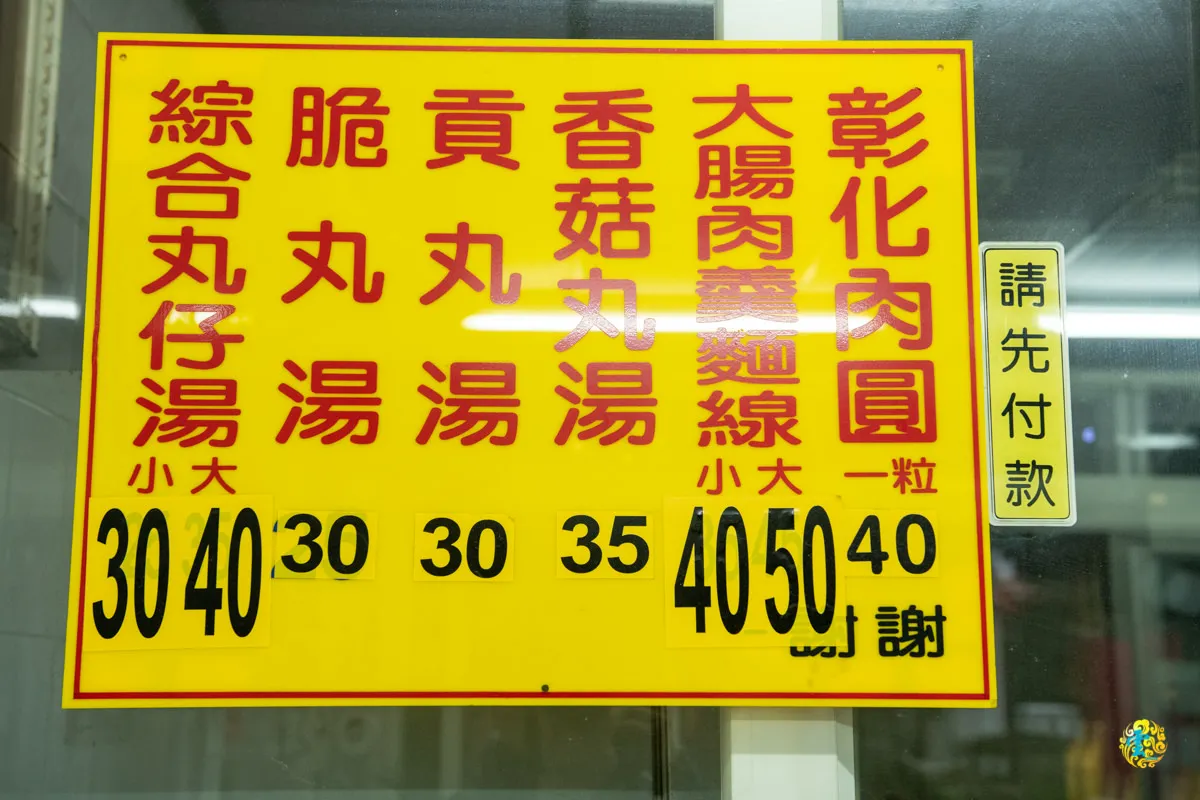 彰化肉圓
一粒
40
大腸肉羹麵線
小 大
40 50
香菇丸湯
35
貢丸湯
30
脆丸湯
30
綜合丸仔湯
小 大
30 40
謝謝
請先付款